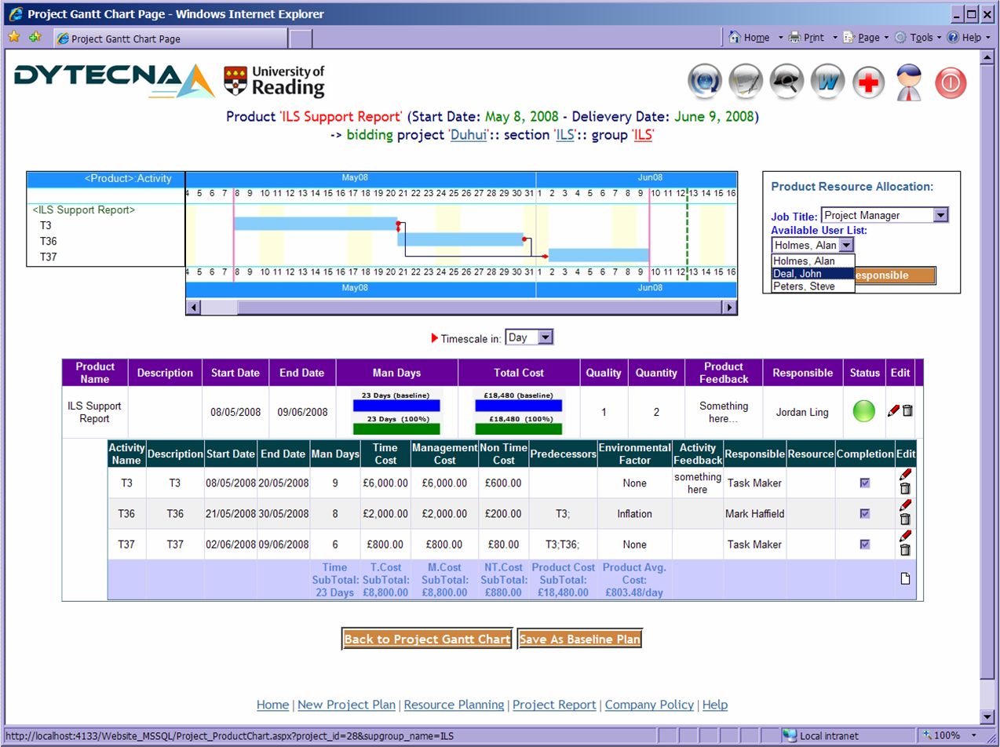 Project Gantt Chart Page - Windows Internet Explorer
Project Gantt Chart Page
Home Print Page Tools Help
DYTECNA University of Reading
Product 'ILS Support Report' (Start Date: May 8, 2008 - Delievery Date: June 9, 2008)
-> bidding project 'Duhui':: section 'ILS':: group 'ILS'
<Product>:Activity May08 Jun08
4 5 6 7 8 9 10 11 12 13 14 15 16 17 18 19 20 21 22 23 24 25 26 27 28 29 30 31 1 2 3 4 5 6 7 8 9 10 11 12 13 14 15 16
<ILS Support Report>
T3
T36
T37
4 5 6 7 8 9 10 11 12 13 14 15 16 17 18 19 20 21 22 23 24 25 26 27 28 29 30 31 1 2 3 4 5 6 7 8 9 10 11 12 13 14 15 16
May08 Jun08
Product Resource Allocation:
Job Title: Project Manager
Available User List:
Holmes, Alan
Holmes, Alan
Deal, John esponsible
Peters, Steve
Timescale in: Day
Product Name Description Start Date End Date Man Days Total Cost Quality Quantity Product Feedback Responsible Status Edit
23 Days (baseline) £18,480 (baseline)
ILS Support Report 08/05/2008 09/06/2008 1 2 Something here... Jordan Ling
23 Days (100%) £18,480 (100%)
Activity Name Description Start Date End Date Man Days Time Cost Management Cost Non Time Cost Predecessors Environmental Factor Activity Feedback Responsible Resource Completion Edit
T3 T3 08/05/2008 20/05/2008 9 £6,000.00 £6,000.00 £600.00 None something here Task Maker
T36 T36 21/05/2008 30/05/2008 8 £2,000.00 £2,000.00 £200.00 T3; Inflation Mark Haffield
T37 T37 02/06/2008 09/06/2008 6 £800.00 £800.00 £80.00 T3;T36; None Task Maker
Time T.Cost M.Cost NT.Cost Product Cost Product Avg.
SubTotal: SubTotal: SubTotal: SubTotal: SubTotal: Cost:
23 Days £8,800.00 £8,800.00 £880.00 £18,480.00 £803.48/day
Back to Project Gantt Chart Save As Baseline Plan
Home | New Project Plan | Resource Planning | Project Report | Company Policy | Help
http://localhost:4133/Website_MSSQL/Project_ProductChart.aspx?project_id=28&supgroup_name=ILS Local intranet 100%